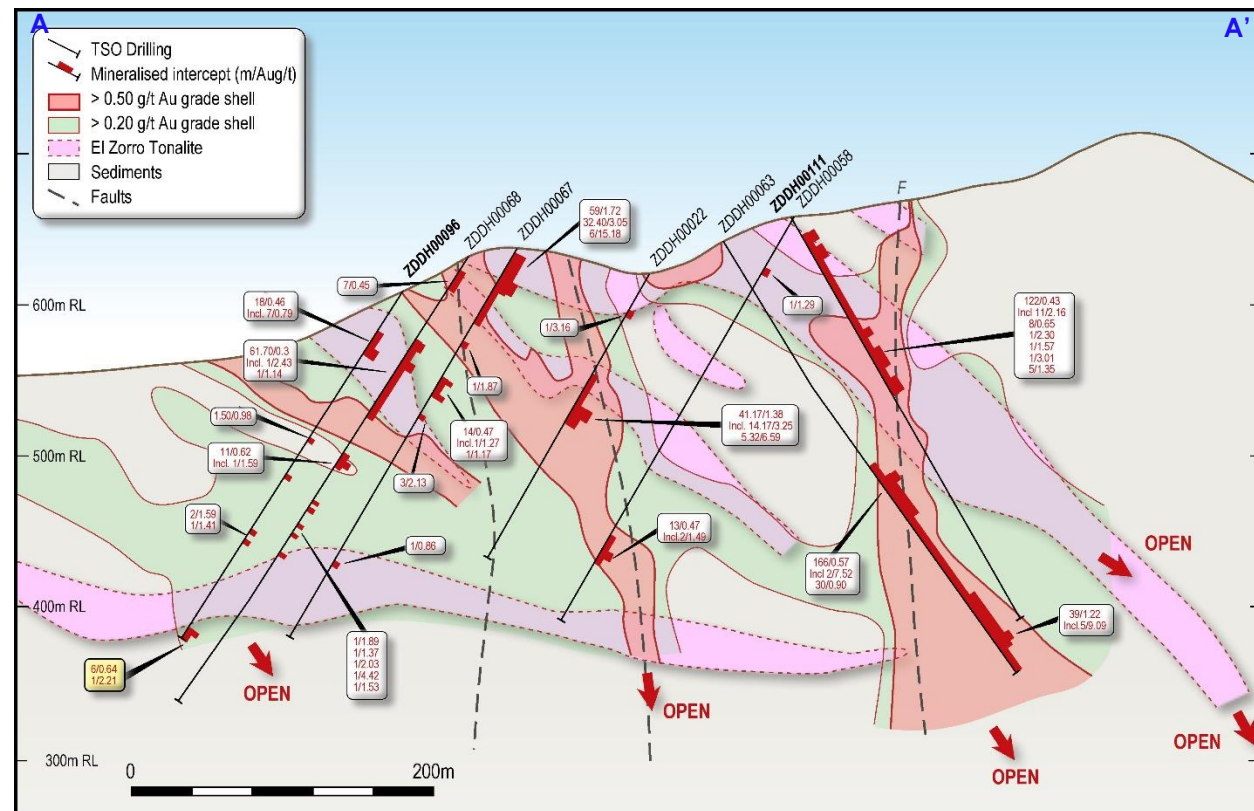 A
A'
TSO Drilling
Mineralised intercept (m/Aug/t)
> 0.50 g/t Au grade shell
> 0.20 g/t Au grade shell
El Zorro Tonalite
Sediments
Faults
ZDDH00096
ZDDH00068
ZDDH00067
ZDDH00022
ZDDH00063
ZDDH00111
ZDDH00058
F
59/1.72
32.40/3.05
6/15.18
7/0.45
18/0.46
Incl. 7/0.79
600m RL
1/3.16
1/1.29
122/0.43
Incl 11/2.16
8/0.65
1/2.30
1/1.57
1/3.01
5/1.35
61.70/0.3
Incl. 1/2.43
1/1.14
1/1.87
1.50/0.98
14/0.47
Incl.1/1.27
1/1.17
41.17/1.38
Incl. 14.17/3.25
5.32/6.59
11/0.62
Incl. 1/1.59
500m RL
3/2.13
2/1.59
1/1.41
1/0.86
13/0.47
Incl.2/1.49
166/0.57
Incl 2/7.52
30/0.90
OPEN
400m RL
39/1.22
Incl.5/9.09
1/1.89
1/1.37
1/2.03
1/4.42
1/1.53
6/0.64
1/2.21
OPEN
OPEN
OPEN
OPEN
300m RL
0
200m